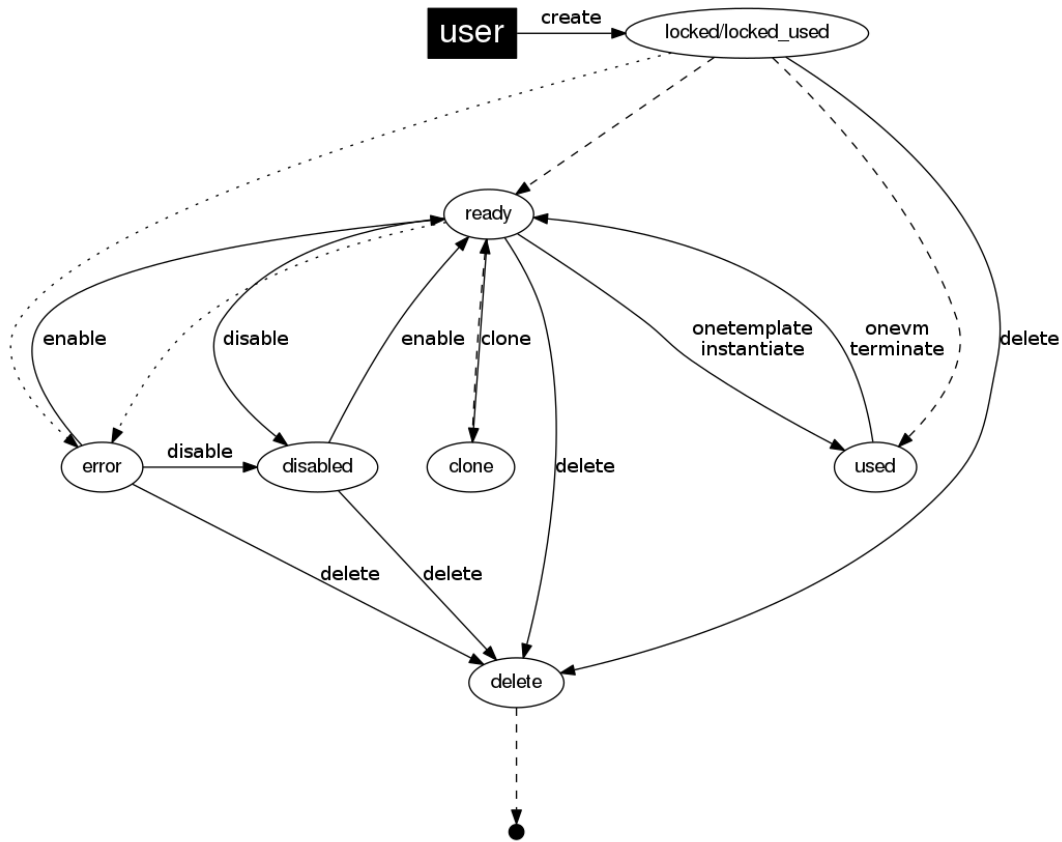 user
create
locked/locked_used
ready
enable
disable
enable
clone
onetemplate
instantiate
onevm
terminate
delete
error
disable
disabled
clone
delete
used
delete
delete
delete